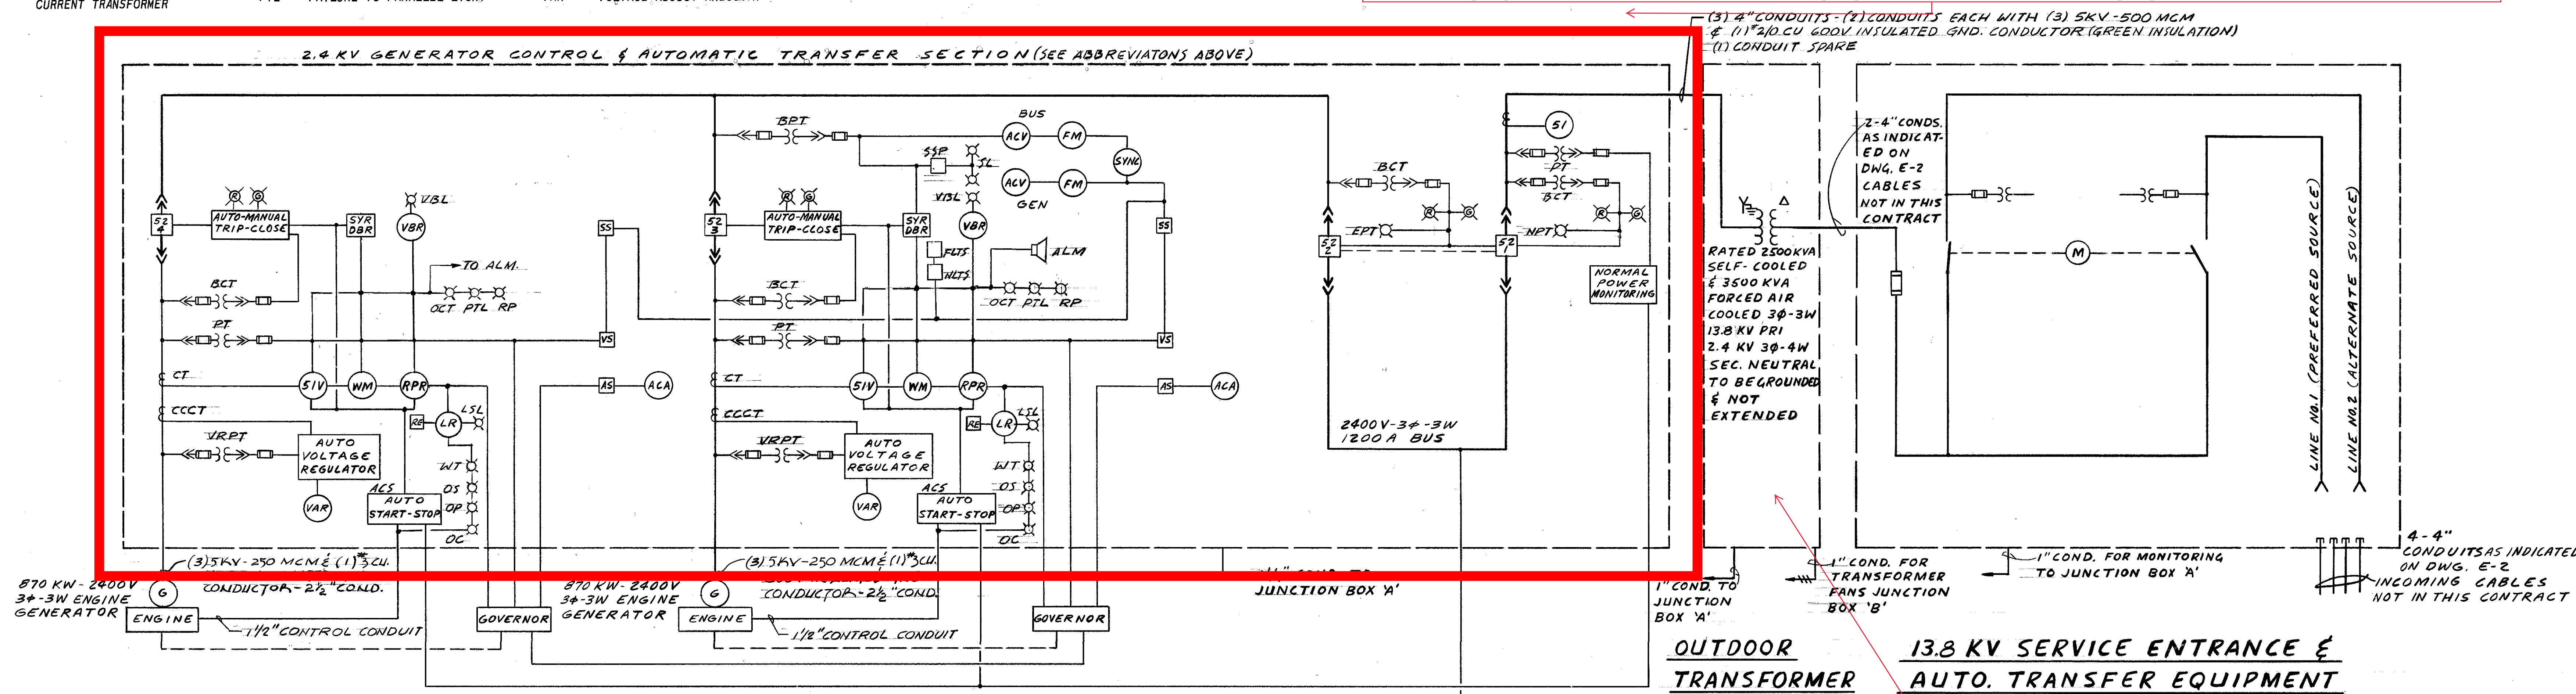 CURRENT TRANSFORMER
(3) 4" CONDUITS - (2) CONDUITS EACH WITH (3) 5KV-500 MCM
& (1) #2/0 CU 600V INSULATED GND. CONDUCTOR (GREEN INSULATION)
(1) CONDUIT SPARE
2.4 KV GENERATOR CONTROL & AUTOMATIC TRANSFER SECTION (SEE ABBREVIATONS ABOVE)
52
4
R G
AUTO-MANUAL
TRIP-CLOSE
SYR
DBR
VBL
VBR
TO ALM.
OCT PTL RP
BCT
PT
CT
CCCT
VRPT
51V
WM
RPR
RE
LR
LSL
AUTO
VOLTAGE
REGULATOR
VAR
ACS
AUTO
START-STOP
WT
OS
OP
OC
SS
VS
AS
ACA
52
3
BPT
R G
AUTO-MANUAL
TRIP-CLOSE
SYR
DBR
SSP
SL
VBL
VBR
BUS
ACV
FM
SYNC
ACV
FM
GEN
FLTS
NLTS
ALM
OCT PTL RP
BCT
PT
CT
CCCT
VRPT
51V
WM
RPR
RE
LR
LSL
AUTO
VOLTAGE
REGULATOR
VAR
ACS
AUTO
START-STOP
WT
OS
OP
OC
SS
VS
AS
ACA
BCT
R G
EPT
52
2
51
PT
BCT
R G
NPT
52
1
NORMAL
POWER
MONITORING
2400V-3ϕ-3W
1200 A BUS
Y
Δ
RATED 2500KVA
SELF-COOLED
& 3500 KVA
FORCED AIR
COOLED 3ϕ-3W
13.8 KV PRI
2.4 KV 3ϕ-4W
SEC. NEUTRAL
TO BE GROUNDED
& NOT
EXTENDED
2-4" CONDS.
AS INDICAT-
ED ON
DWG. E-2
CABLES
NOT IN THIS
CONTRACT
M
LINE NO.1 (PREFERRED SOURCE)
LINE NO.2 (ALTERNATE SOURCE)
(3) 5KV-250 MCM & (1) #3 CU.
CONDUCTOR-2½" COND.
870 KW-2400V
3ϕ-3W ENGINE
GENERATOR
G
ENGINE
1½" CONTROL CONDUIT
GOVERNOR
(3) 5KV-250 MCM & (1) #3 CU.
CONDUCTOR-2½" COND
870 KW-2400V
3ϕ-3W ENGINE
GENERATOR
G
ENGINE
1½" CONTROL CONDUIT
GOVERNOR
JUNCTION BOX 'A'
1" COND. TO
JUNCTION
BOX 'A'
1" COND. FOR
TRANSFORMER
FANS JUNCTION
BOX 'B'
1" COND. FOR MONITORING
TO JUNCTION BOX 'A'
4-4"
CONDUITS AS INDICATED
ON DWG. E-2
INCOMING CABLES
NOT IN THIS CONTRACT
OUTDOOR
TRANSFORMER
13.8 KV SERVICE ENTRANCE &
AUTO. TRANSFER EQUIPMENT